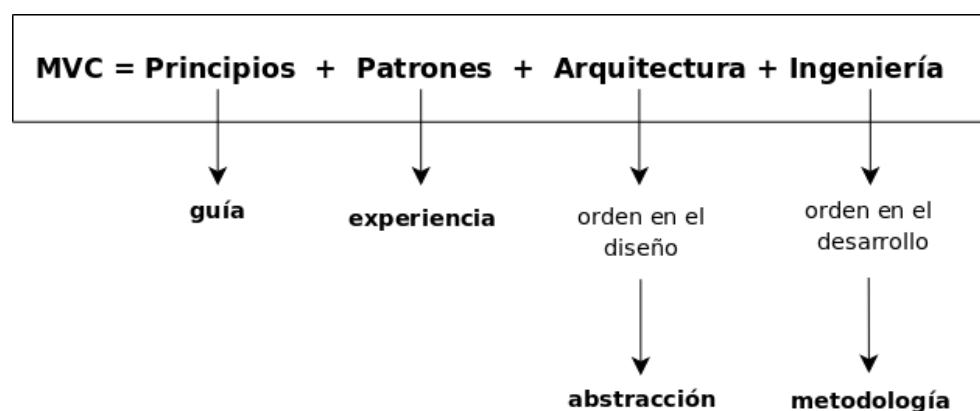 MVC = Principios + Patrones + Arquitectura + Ingeniería
guía
experiencia
orden en el
diseño
orden en el
desarrollo
abstracción
metodología